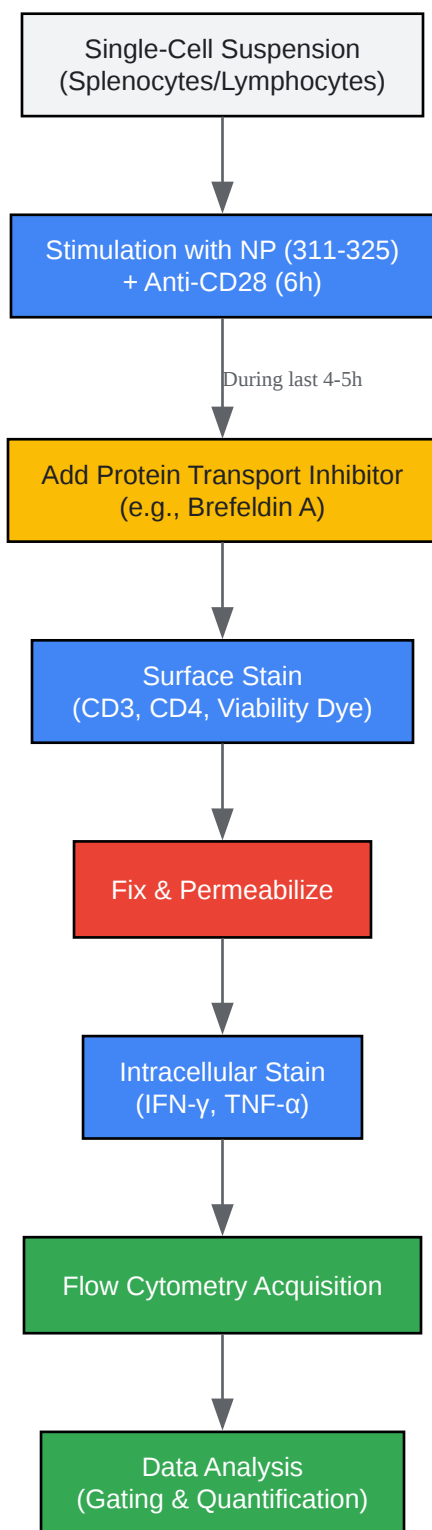 Single-Cell Suspension
(Splenocytes/Lymphocytes)
Stimulation with NP (311-325)
+ Anti-CD28 (6h)
During last 4-5h
Add Protein Transport Inhibitor
(e.g., Brefeldin A)
Surface Stain
(CD3, CD4, Viability Dye)
Fix & Permeabilize
Intracellular Stain
(IFN-γ, TNF-α)
Flow Cytometry Acquisition
Data Analysis
(Gating & Quantification)